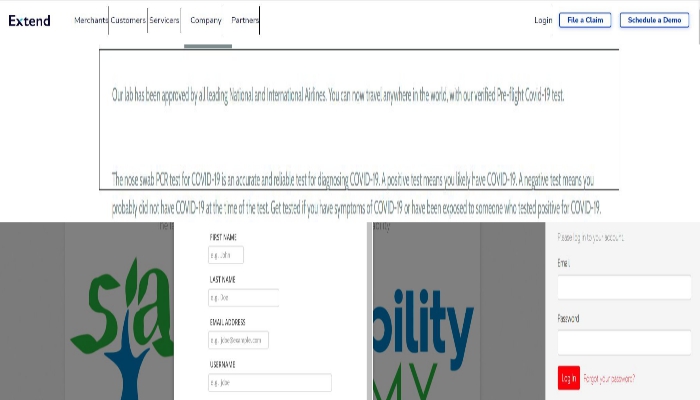 Extend
Merchants Customers Servicers Company Partners
Login File a Claim Schedule a Demo
Our lab has been approved by all leading National and International Airlines. You can now travel anywhere in the world, with our verified Pre-flight Covid-19 test.
The nose swab PCR test for COVID-19 is an accurate and reliable test for diagnosing COVID-19. A positive test means you likely have COVID-19. A negative test means you
probably did not have COVID-19 at the time of the test. Get tested if you have symptoms of COVID-19 or have been exposed to someone who tested positive for COVID-19.
FIRST NAME
e.g. John
LAST NAME
e.g. Doe
EMAIL ADDRESS
e.g. jdoe@example.com
USERNAME
e.g. jdoe
bility
MY
Please log in to your account.
Email
Password
Log In Forgot your password?